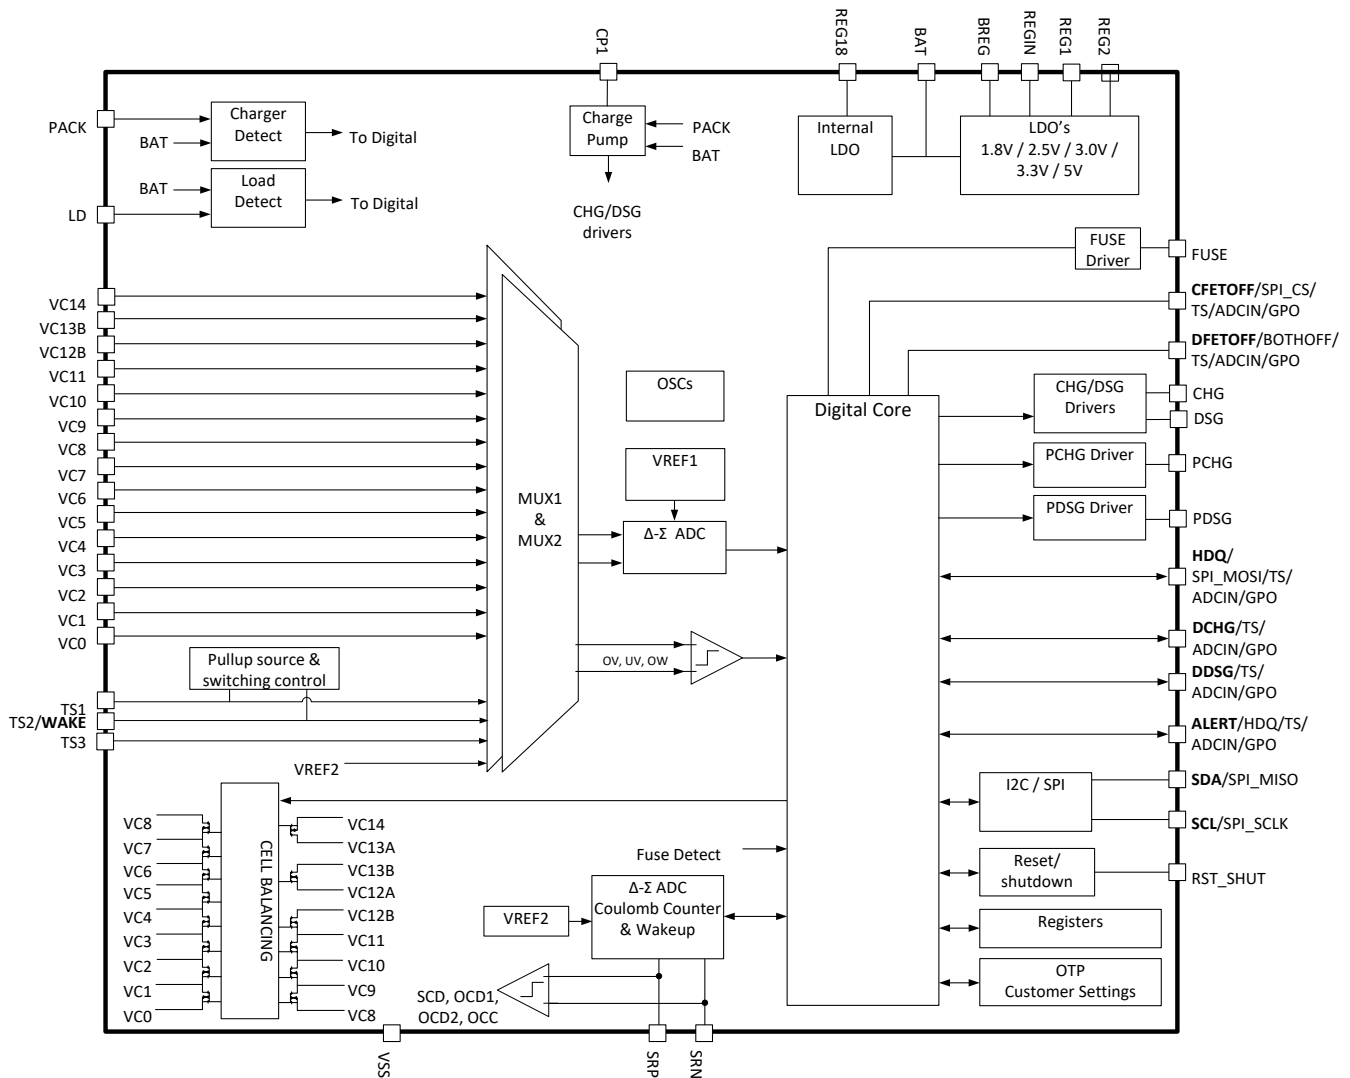 CP1
REG18
BAT
BREG
REGIN
REG1
REG2
PACK
BAT
Charger
Detect
To Digital
BAT
LD
Load
Detect
To Digital
Charge
Pump
PACK
BAT
CHG/DSG
drivers
Internal
LDO
LDO's
1.8V / 2.5V / 3.0V /
3.3V / 5V
FUSE
Driver
FUSE
CFETOFF/SPI_CS/
TS/ADCIN/GPO
DFETOFF/BOTHOFF/
TS/ADCIN/GPO
VC14
VC13B
VC12B
VC11
VC10
VC9
VC8
VC7
VC6
VC5
VC4
VC3
VC2
VC1
VC0
Pullup source &
switching control
TS1
TS2/WAKE
TS3
VREF2
MUX1
&
MUX2
OSCs
VREF1
Δ-Σ ADC
OV, UV, OW
Digital Core
CHG/DSG
Drivers
CHG
DSG
PCHG Driver
PCHG
PDSG Driver
PDSG
HDQ/
SPI_MOSI/TS/
ADCIN/GPO
DCHG/TS/
ADCIN/GPO
DDSG/TS/
ADCIN/GPO
ALERT/HDQ/TS/
ADCIN/GPO
I2C / SPI
SDA/SPI_MISO
SCL/SPI_SCLK
Reset/
shutdown
RST_SHUT
Registers
OTP
Customer Settings
VC8
VC7
VC6
VC5
VC4
VC3
VC2
VC1
VC0
CELL BALANCING
VC14
VC13A
VC13B
VC12A
VC12B
VC11
VC10
VC9
VC8
Fuse Detect
VREF2
Δ-Σ ADC
Coulomb Counter
& Wakeup
SCD, OCD1,
OCD2, OCC
VSS
SRP
SRN